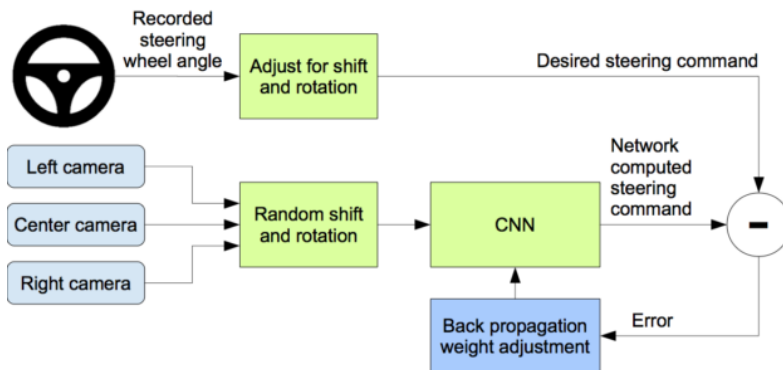 Recorded
steering
wheel angle
Adjust for shift
and rotation
Desired steering command
Left camera
Center camera
Right camera
Random shift
and rotation
CNN
Network
computed
steering
command
-
Back propagation
weight adjustment
Error